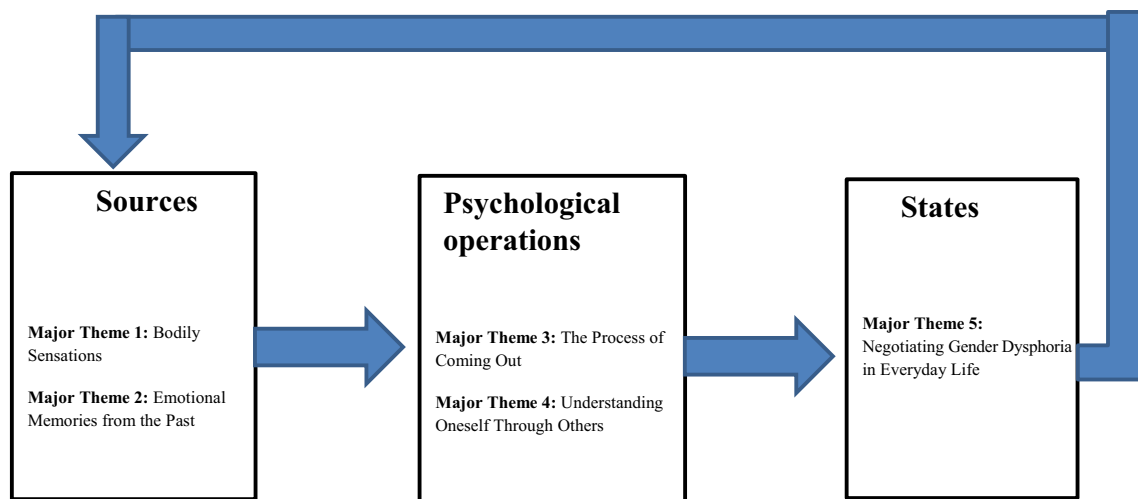 Sources
Major Theme 1: Bodily
Sensations
Major Theme 2: Emotional
Memories from the Past
Psychological
operations
Major Theme 3: The Process of
Coming Out
Major Theme 4: Understanding
Oneself Through Others
States
Major Theme 5:
Negotiating Gender Dysphoria
in Everyday Life